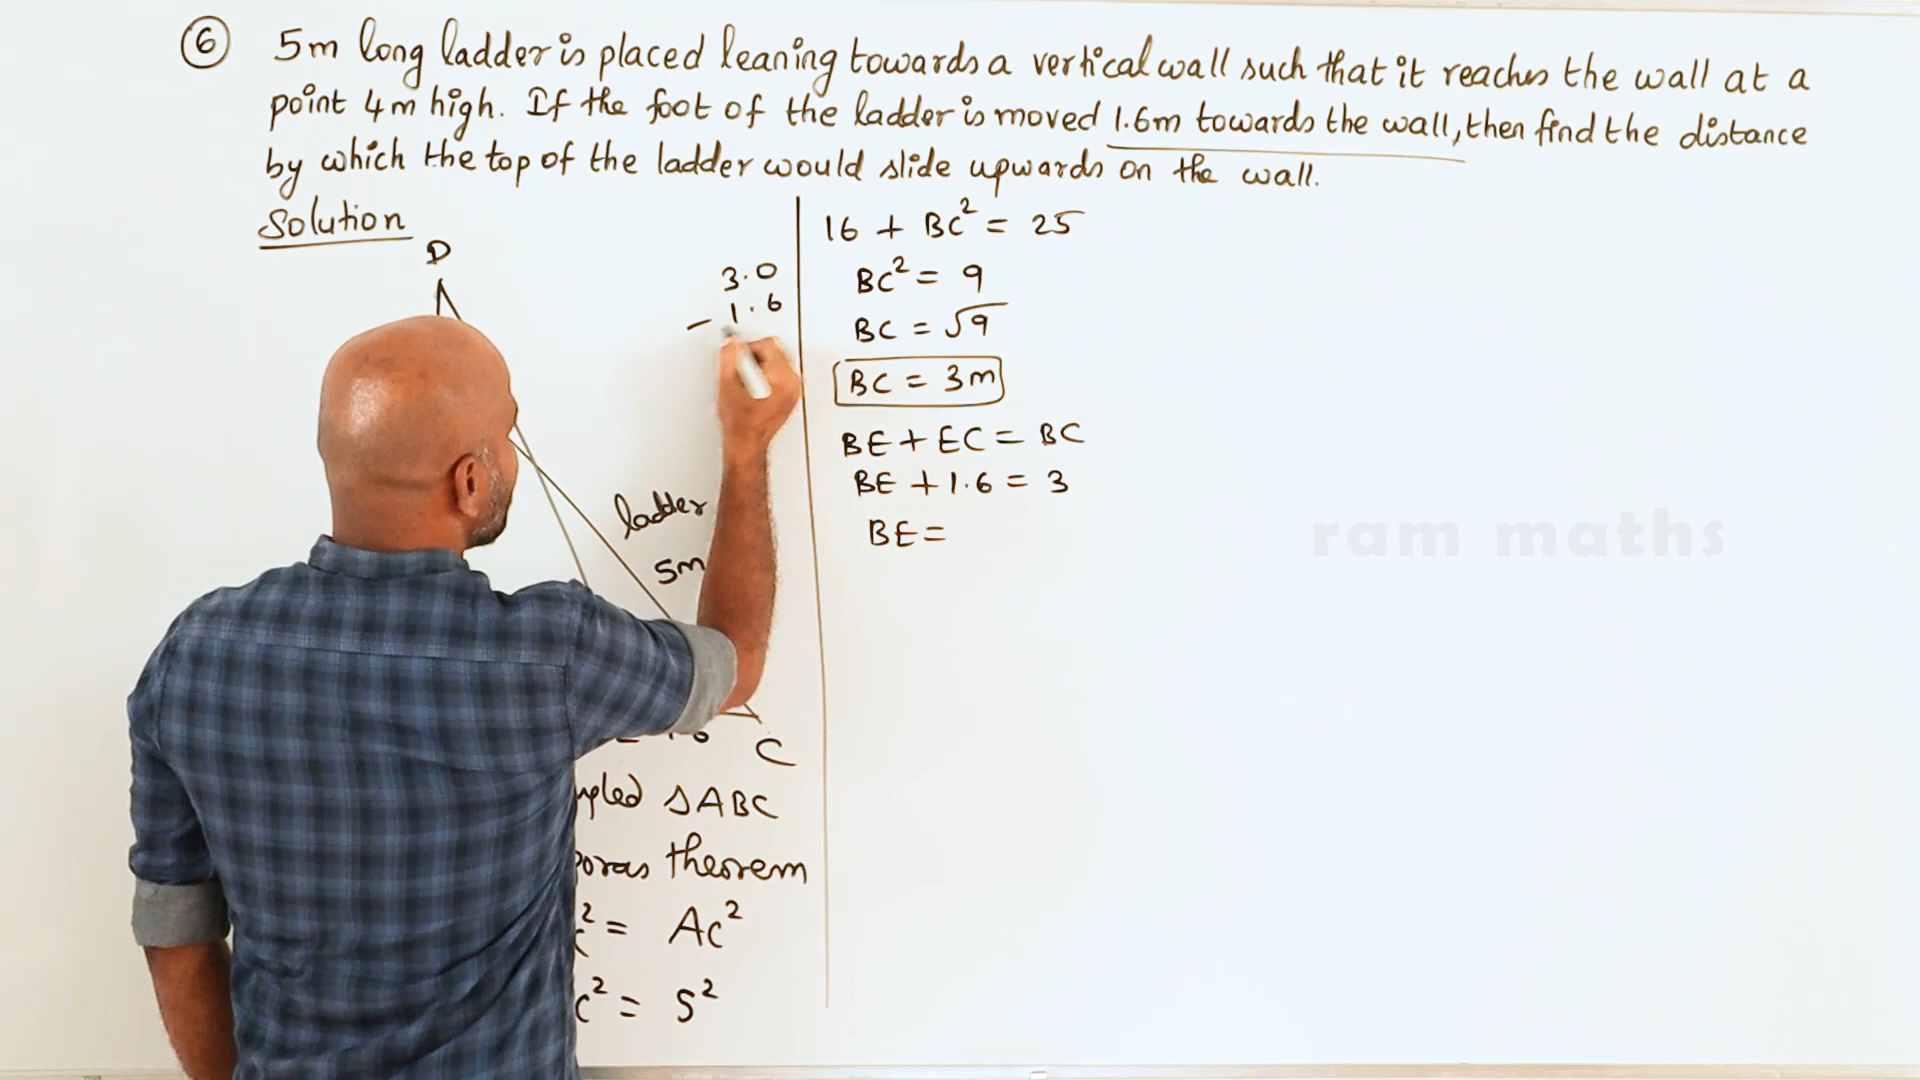 ⑥ 5m long ladder is placed leaning towards a vertical wall such that it reaches the wall at a
point 4m high. If the foot of the ladder is moved 1.6m towards the wall, then find the distance
by which the top of the ladder would slide upwards on the wall.
Solution
D
3.0
- 1.6
ladder
5m
C
ΔABC
theorem
² = AC²
C² = 5²
16 + BC² = 25
BC² = 9
BC = √9
BC = 3m
BE + EC = BC
BE + 1.6 = 3
BE =
ram maths